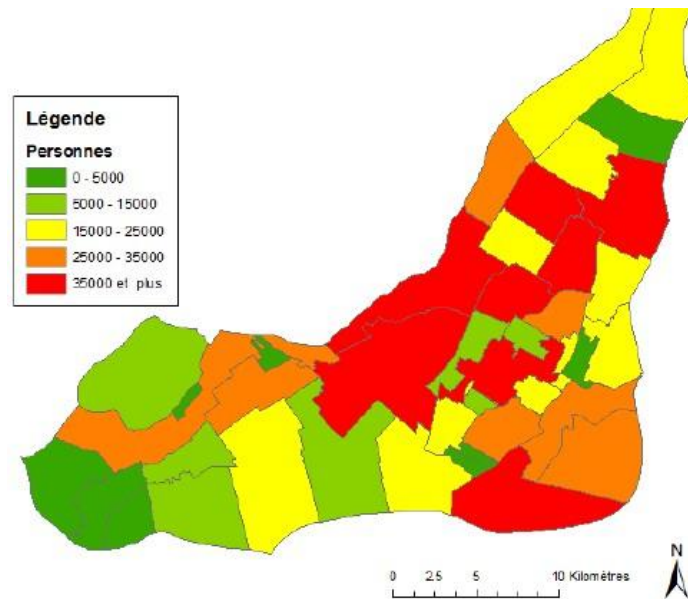 Légende
Personnes
0 - 5000
5000 - 15000
15000 - 25000
25000 - 35000
35000 et plus
N
0 2.5 5 10 Kilomètres